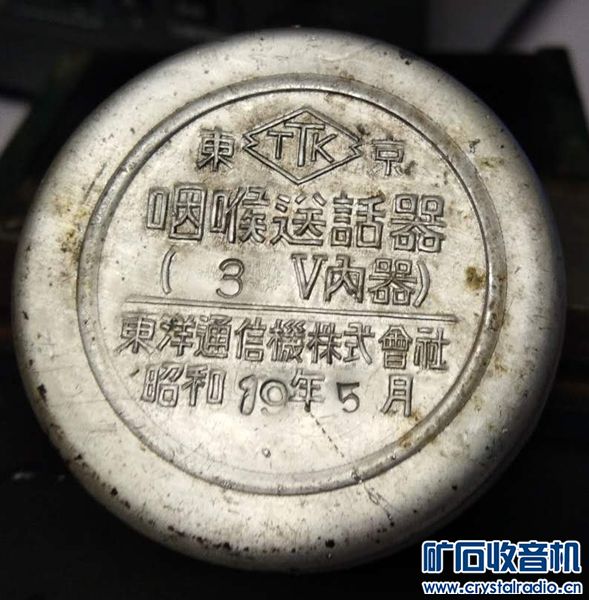 東 TTK 京
咽喉送話器
( 3 V內器)
東洋通信機株式會社
昭和19年5月
矿石收音机
www.crystalradio.cn